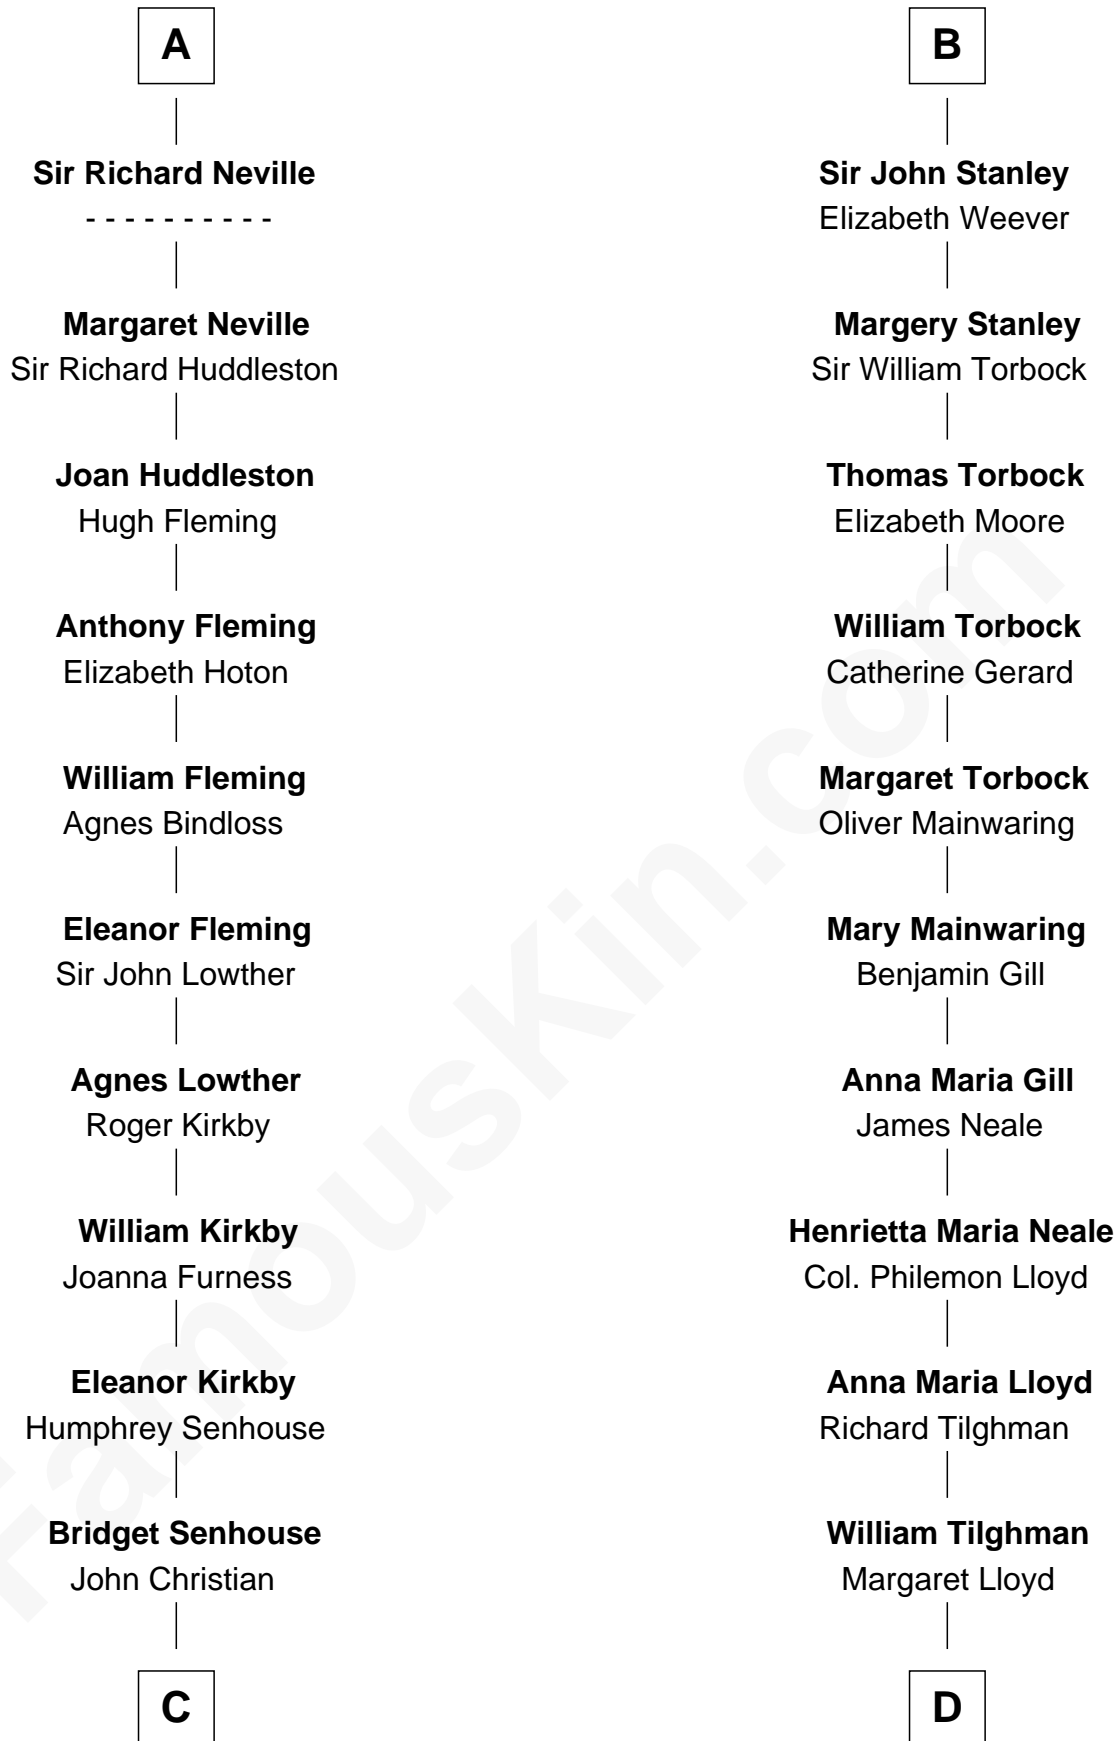 A
Sir Richard Neville
- - - - - - - - - -
Margaret Neville
Sir Richard Huddleston
Joan Huddleston
Hugh Fleming
Anthony Fleming
Elizabeth Hoton
William Fleming
Agnes Bindloss
Eleanor Fleming
Sir John Lowther
Agnes Lowther
Roger Kirkby
William Kirkby
Joanna Furness
Eleanor Kirkby
Humphrey Senhouse
Bridget Senhouse
John Christian
C
B
Sir John Stanley
Elizabeth Weever
Margery Stanley
Sir William Torbock
Thomas Torbock
Elizabeth Moore
William Torbock
Catherine Gerard
Margaret Torbock
Oliver Mainwaring
Mary Mainwaring
Benjamin Gill
Anna Maria Gill
James Neale
Henrietta Maria Neale
Col. Philemon Lloyd
Anna Maria Lloyd
Richard Tilghman
William Tilghman
Margaret Lloyd
D
FamousKin.com